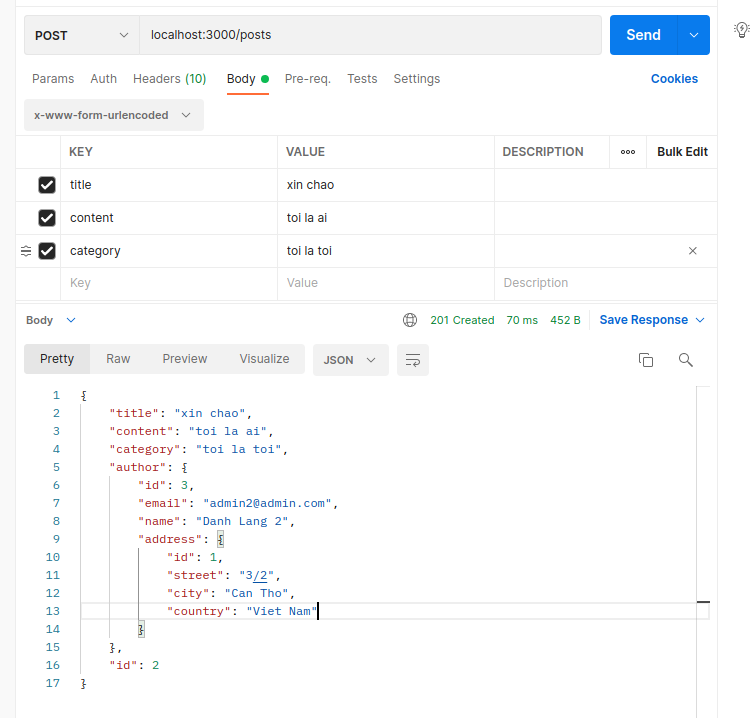 POST localhost:3000/posts Send
Params Auth Headers (10) Body Pre-req. Tests Settings Cookies
x-www-form-urlencoded
KEY VALUE DESCRIPTION Bulk Edit
title xin chao
content toi la ai
category toi la toi
Key Value Description
Body 201 Created 70 ms 452 B Save Response
Pretty Raw Preview Visualize JSON
1 {
2 "title": "xin chao",
3 "content": "toi la ai",
4 "category": "toi la toi",
5 "author": {
6 "id": 3,
7 "email": "admin2@admin.com",
8 "name": "Danh Lang 2",
9 "address": {
10 "id": 1,
11 "street": "3/2",
12 "city": "Can Tho",
13 "country": "Viet Nam"
14 }
15 },
16 "id": 2
17 }